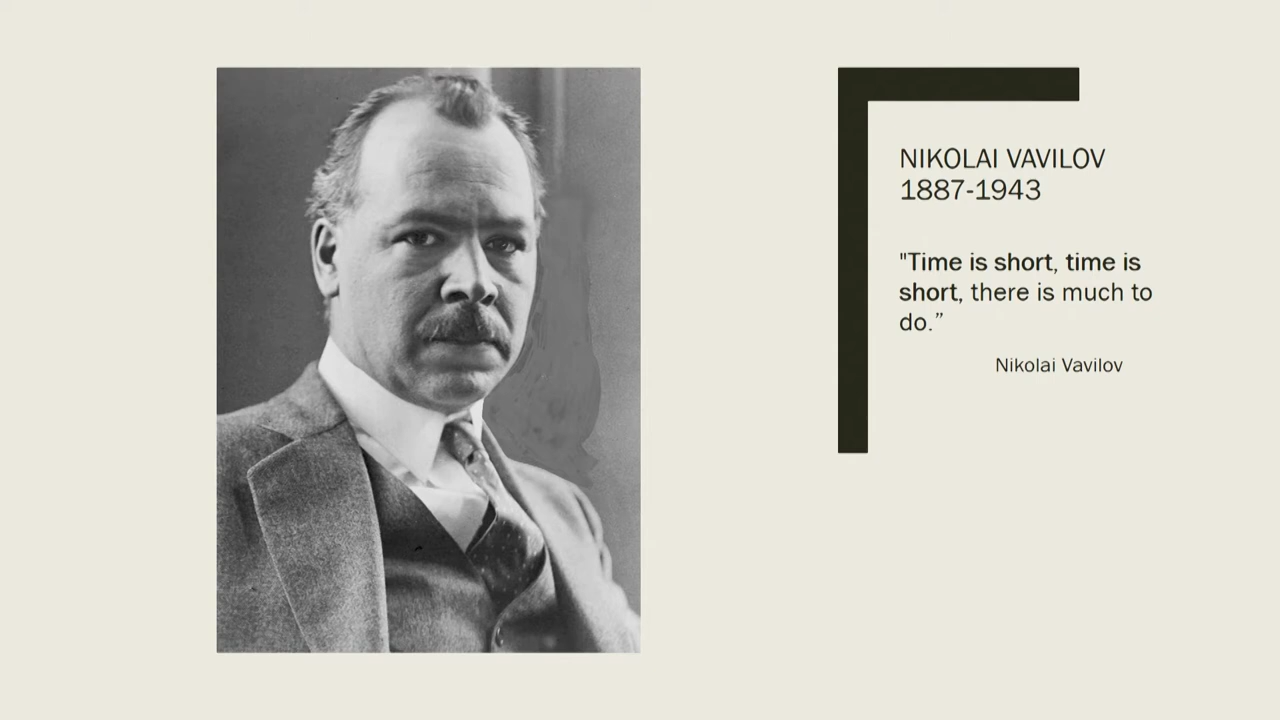 NIKOLAI VAVILOV
1887-1943
"Time is short, time is
short, there is much to
do.”
Nikolai Vavilov